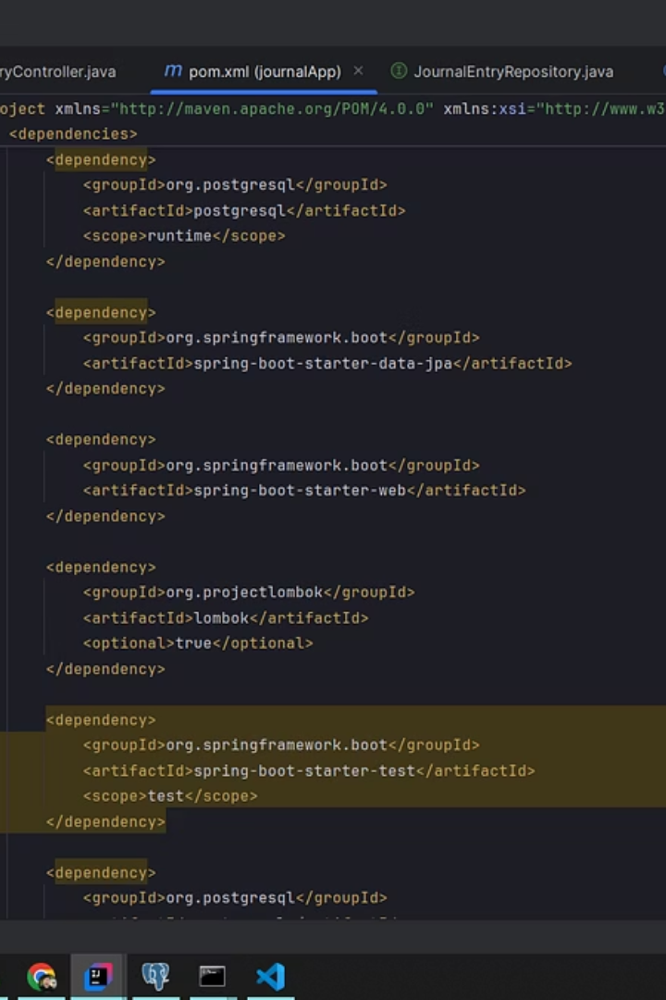 ryController.java
pom.xml (journalApp)
JournalEntryRepository.java
oject xmlns="http://maven.apache.org/POM/4.0.0" xmlns:xsi="http://www.w3
<dependencies>
<dependency>
<groupId>org.postgresql</groupId>
<artifactId>postgresql</artifactId>
<scope>runtime</scope>
</dependency>
<dependency>
<groupId>org.springframework.boot</groupId>
<artifactId>spring-boot-starter-data-jpa</artifactId>
</dependency>
<dependency>
<groupId>org.springframework.boot</groupId>
<artifactId>spring-boot-starter-web</artifactId>
</dependency>
<dependency>
<groupId>org.projectlombok</groupId>
<artifactId>lombok</artifactId>
<optional>true</optional>
</dependency>
<dependency>
<groupId>org.springframework.boot</groupId>
<artifactId>spring-boot-starter-test</artifactId>
<scope>test</scope>
</dependency>
<dependency>
<groupId>org.postgresql</groupId>